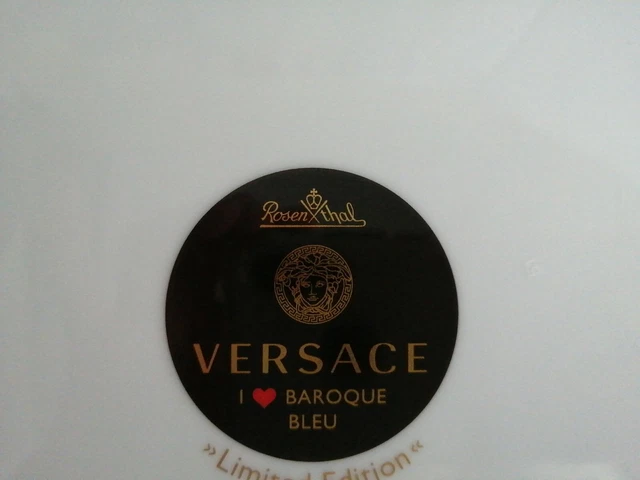 Rosenthal
VERSACE
I ❤ BAROQUE
BLEU
»Limited Edition«